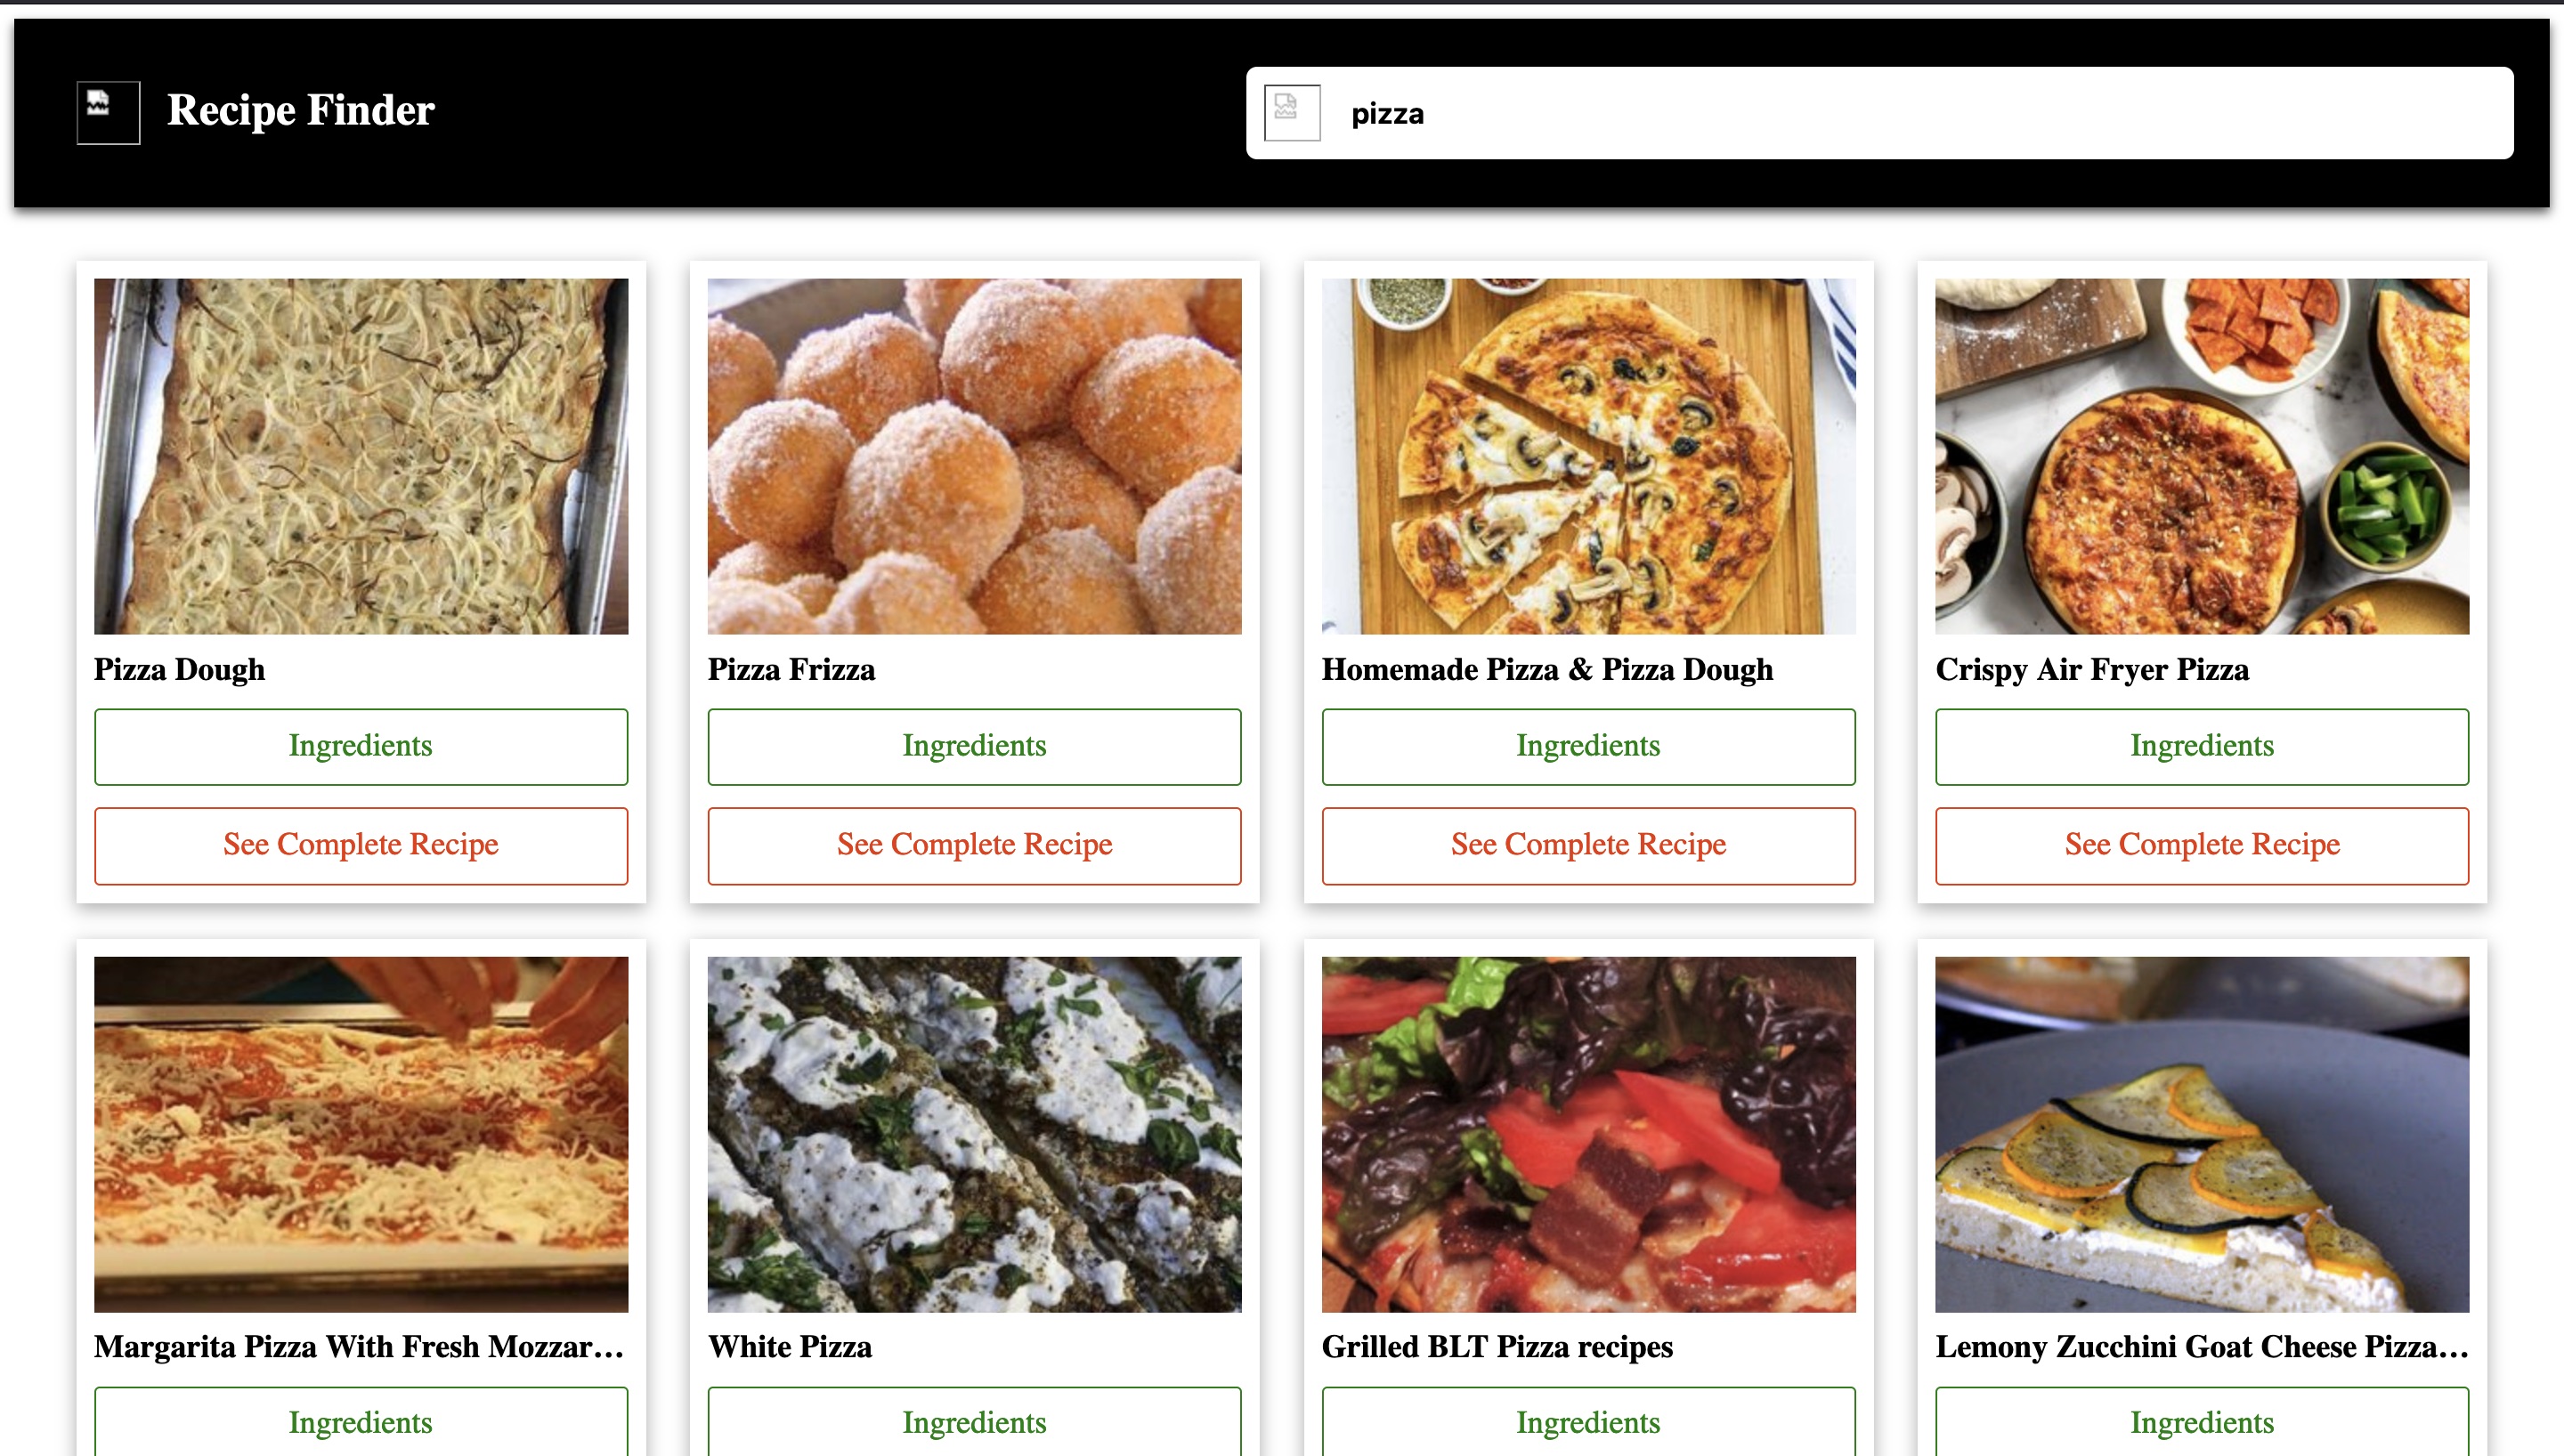 Recipe Finder
pizza
Pizza Dough
Pizza Frizza
Homemade Pizza & Pizza Dough
Crispy Air Fryer Pizza
Ingredients
Ingredients
Ingredients
Ingredients
See Complete Recipe
See Complete Recipe
See Complete Recipe
See Complete Recipe
Margarita Pizza With Fresh Mozzar...
White Pizza
Grilled BLT Pizza recipes
Lemony Zucchini Goat Cheese Pizza...
Ingredients
Ingredients
Ingredients
Ingredients